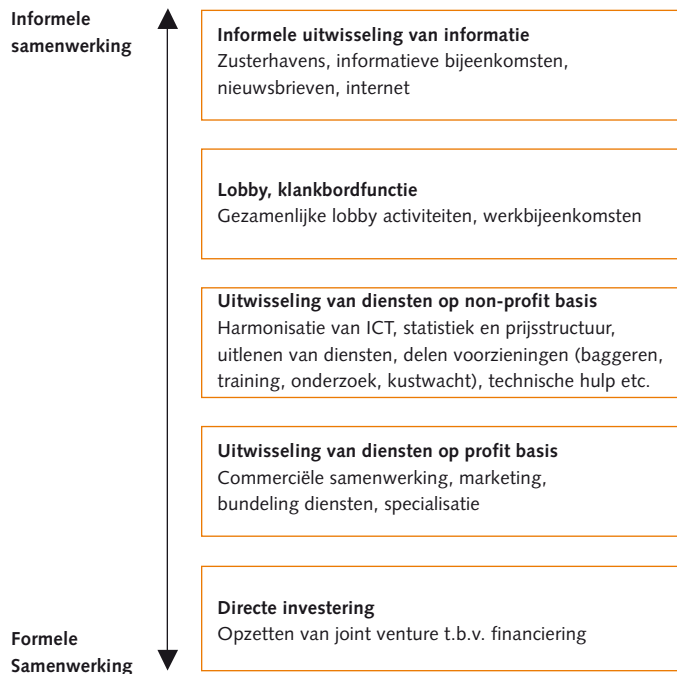 Informele
samenwerking
Informele uitwisseling van informatie
Zusterhavens, informatieve bijeenkomsten,
nieuwsbrieven, internet
Lobby, klankbordfunctie
Gezamenlijke lobby activiteiten, werkbijeenkomsten
Uitwisseling van diensten op non-profit basis
Harmonisatie van ICT, statistiek en prijsstructuur,
uitlenen van diensten, delen voorzieningen (baggeren,
training, onderzoek, kustwacht), technische hulp etc.
Uitwisseling van diensten op profit basis
Commerciële samenwerking, marketing,
bundeling diensten, specialisatie
Directe investering
Opzetten van joint venture t.b.v. financiering
Formele
Samenwerking